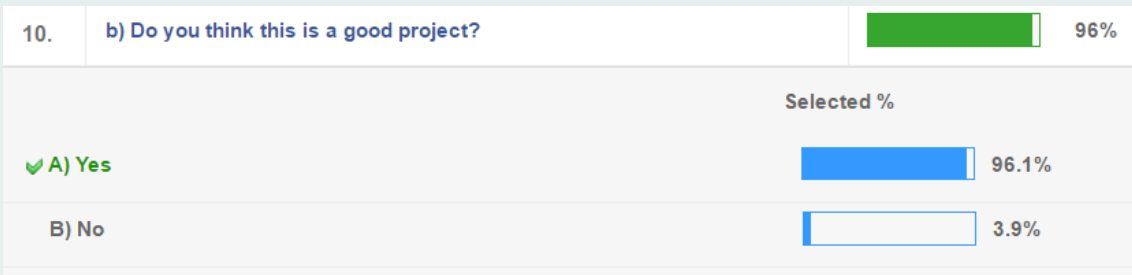 10. b) Do you think this is a good project? 96%
Selected %
A) Yes 96.1%
B) No 3.9%